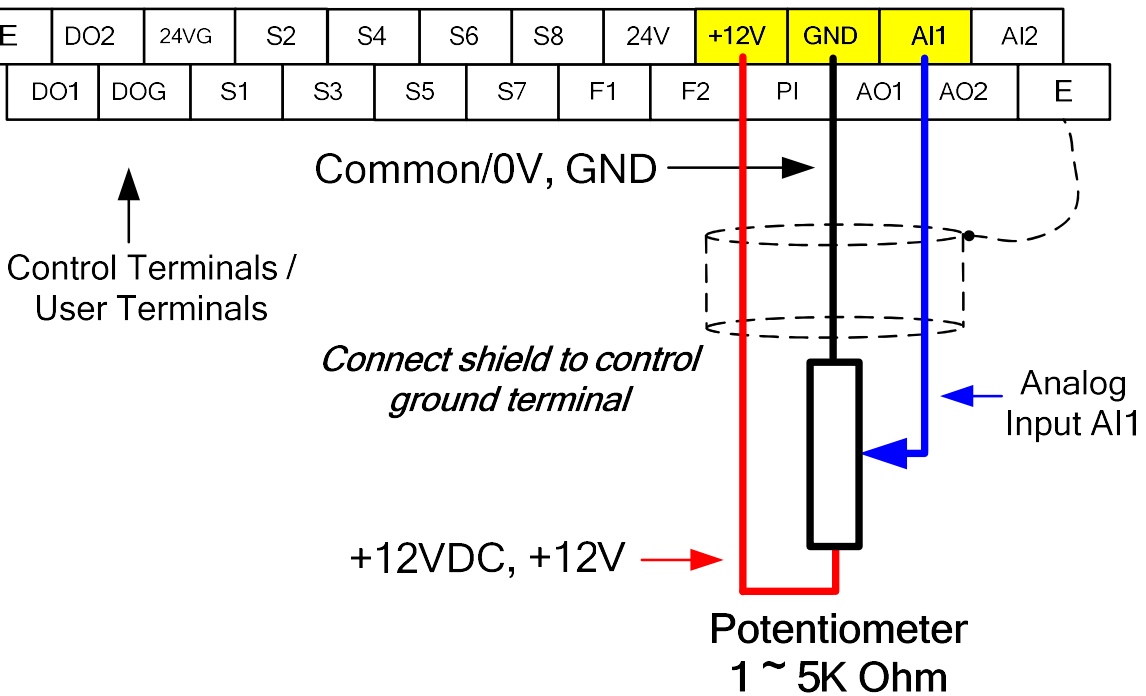 E DO2 24VG S2 S4 S6 S8 24V +12V GND AI1 AI2
DO1 DOG S1 S3 S5 S7 F1 F2 PI AO1 AO2 E
Common/0V, GND
Control Terminals /
User Terminals
Connect shield to control
ground terminal
Analog
Input AI1
+12VDC, +12V
Potentiometer
1 ~ 5K Ohm